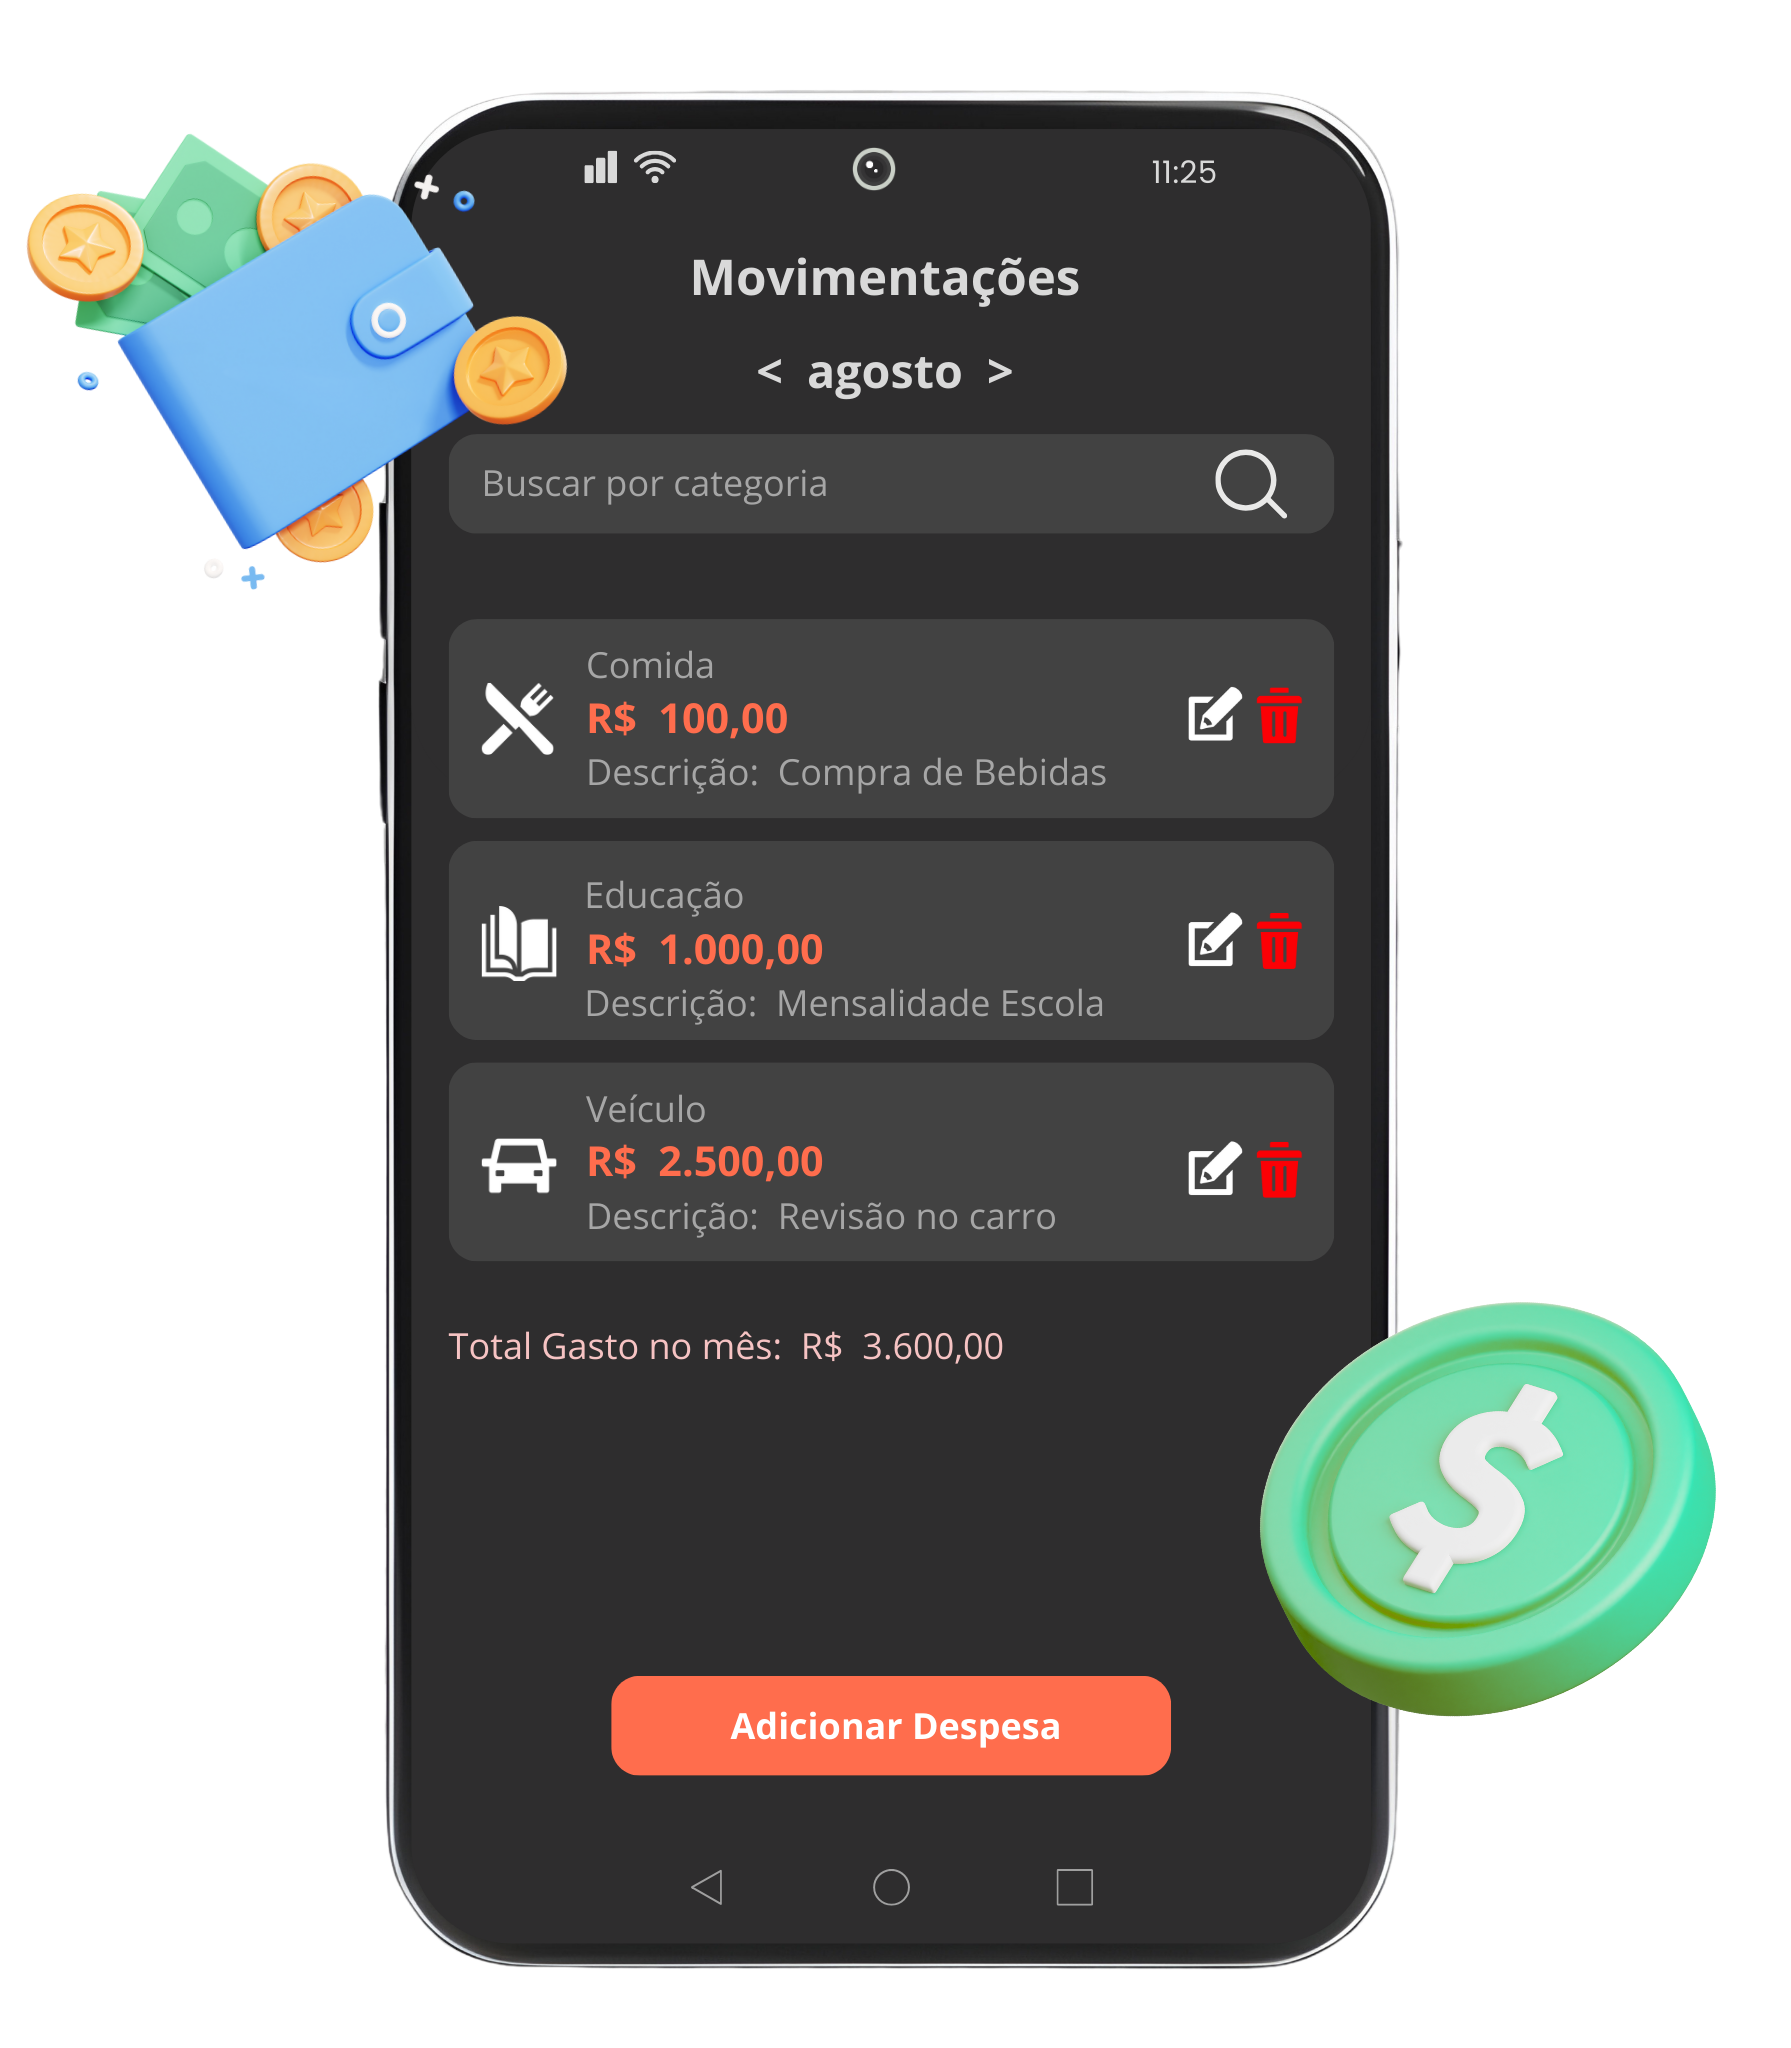 11:25
Movimentações
< agosto >
Buscar por categoria
Comida
R$ 100,00
Descrição: Compra de Bebidas
Educação
R$ 1.000,00
Descrição: Mensalidade Escola
Veículo
R$ 2.500,00
Descrição: Revisão no carro
Total Gasto no mês: R$ 3.600,00
$
Adicionar Despesa